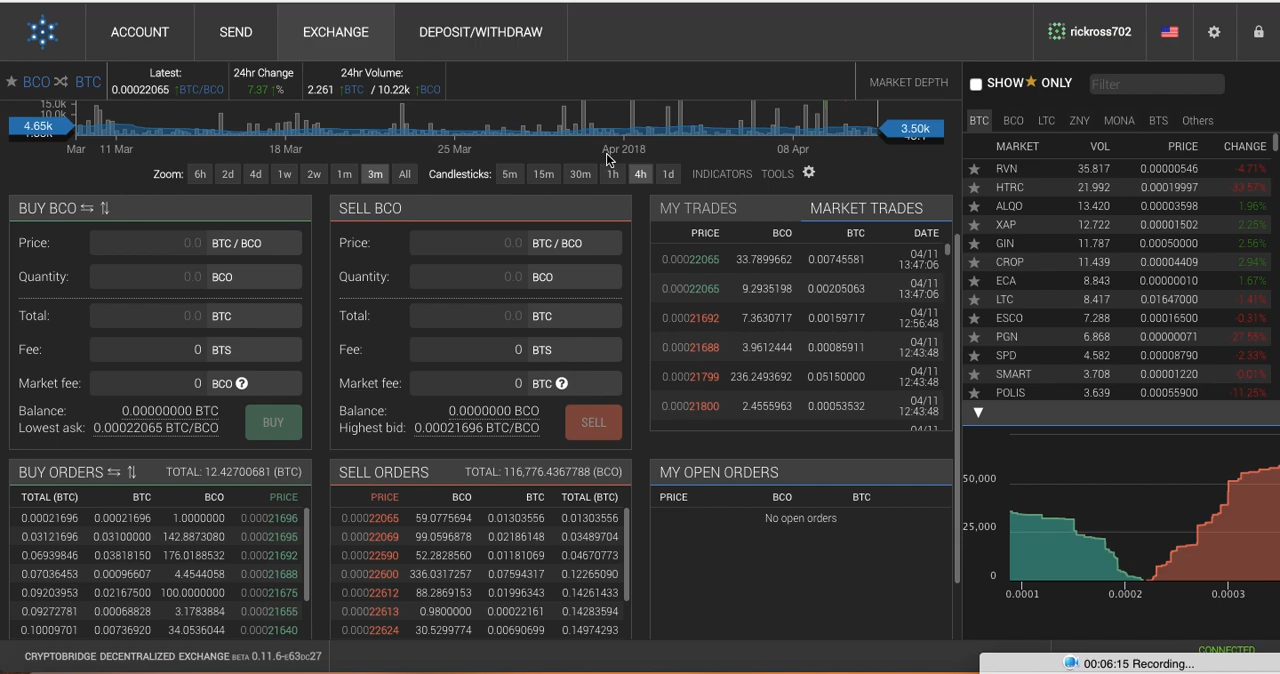 ACCOUNT SEND EXCHANGE DEPOSIT/WITHDRAW rickross702
BCO BTC
Latest: 24hr Change 24hr Volume:
0.00022065 ↑BTC/BCO 7.37 ↑% 2.261 ↑BTC / 10.22k ↑BCO
MARKET DEPTH
15.0k
10.0k
4.65k 3.50k
Mar 11 Mar 18 Mar 25 Mar Apr 2018 08 Apr
Zoom: 6h 2d 4d 1w 2w 1m 3m All Candlesticks: 5m 15m 30m 1h 4h 1d INDICATORS TOOLS
BUY BCO
Price: 0.0 BTC / BCO
Quantity: 0.0 BCO
Total: 0.0 BTC
Fee: 0 BTS
Market fee: 0 BCO ?
Balance: 0.00000000 BTC
Lowest ask: 0.00022065 BTC/BCO
BUY
SELL BCO
Price: 0.0 BTC / BCO
Quantity: 0.0 BCO
Total: 0.0 BTC
Fee: 0 BTS
Market fee: 0 BTC ?
Balance: 0.0000000 BCO
Highest bid: 0.00021696 BTC/BCO
SELL
MY TRADES MARKET TRADES
PRICE BCO BTC DATE
0.00022065 33.7899662 0.00745581 04/11 13:47:06
0.00022065 9.2935198 0.00205063 04/11 13:47:06
0.00021692 7.3630717 0.00159717 04/11 12:56:48
0.00021688 3.9612444 0.00085911 04/11 12:43:48
0.00021799 236.2493692 0.05150000 04/11 12:43:48
0.00021800 2.4555963 0.00053532 04/11 12:43:48
BUY ORDERS TOTAL: 12.42700681 (BTC)
TOTAL (BTC) BTC BCO PRICE
0.00021696 0.00021696 1.0000000 0.00021696
0.03121696 0.03100000 142.8873080 0.00021695
0.06939846 0.03818150 176.0188532 0.00021692
0.07036453 0.00096607 4.4544058 0.00021688
0.09203953 0.02167500 100.0000000 0.00021675
0.09272781 0.00068828 3.1783884 0.00021655
0.10009701 0.00736920 34.0536044 0.00021640
SELL ORDERS TOTAL: 116,776.4367788 (BCO)
PRICE BCO BTC TOTAL (BTC)
0.00022065 59.0775694 0.01303556 0.01303556
0.00022069 99.0596878 0.02186148 0.03489704
0.00022590 52.2828560 0.01181069 0.04670773
0.00022600 336.0317257 0.07594317 0.12265090
0.00022612 88.2869153 0.01996343 0.14261433
0.00022613 0.9800000 0.00022161 0.14283594
0.00022624 30.5299774 0.00690699 0.14974293
MY OPEN ORDERS
PRICE BCO BTC
No open orders
SHOW ONLY Filter
BTC BCO LTC ZNY MONA BTS Others
MARKET VOL PRICE CHANGE
RVN 35.817 0.00000546 -4.71%
HTRC 21.992 0.00019997 -33.57%
ALQO 13.420 0.00003598 1.96%
XAP 12.722 0.00001502 2.25%
GIN 11.787 0.00050000 2.56%
CROP 11.439 0.00004409 2.94%
ECA 8.843 0.00000010 1.67%
LTC 8.417 0.01647000 -1.41%
ESCO 7.288 0.00016500 -0.31%
PGN 6.868 0.00000071 -27.55%
SPD 4.582 0.00008790 -2.33%
SMART 3.708 0.00001220 -0.01%
POLIS 3.639 0.00055900 -11.25%
50,000
25,000
0
0.0001 0.0002 0.0003
CRYPTOBRIDGE DECENTRALIZED EXCHANGE BETA 0.11.6-E63DC27
CONNECTED
00:06:15 Recording...